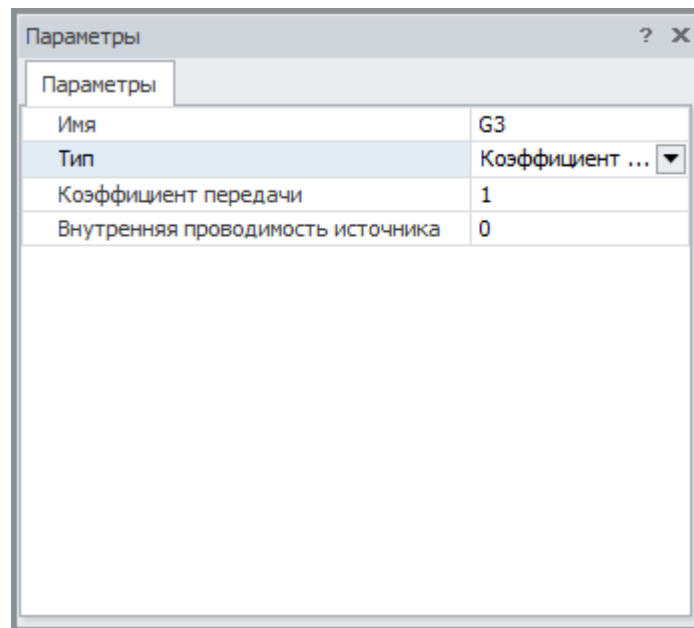 Параметры ? X
Параметры
Имя G3
Тип Коэффициент ...
Коэффициент передачи 1
Внутренняя проводимость источника 0